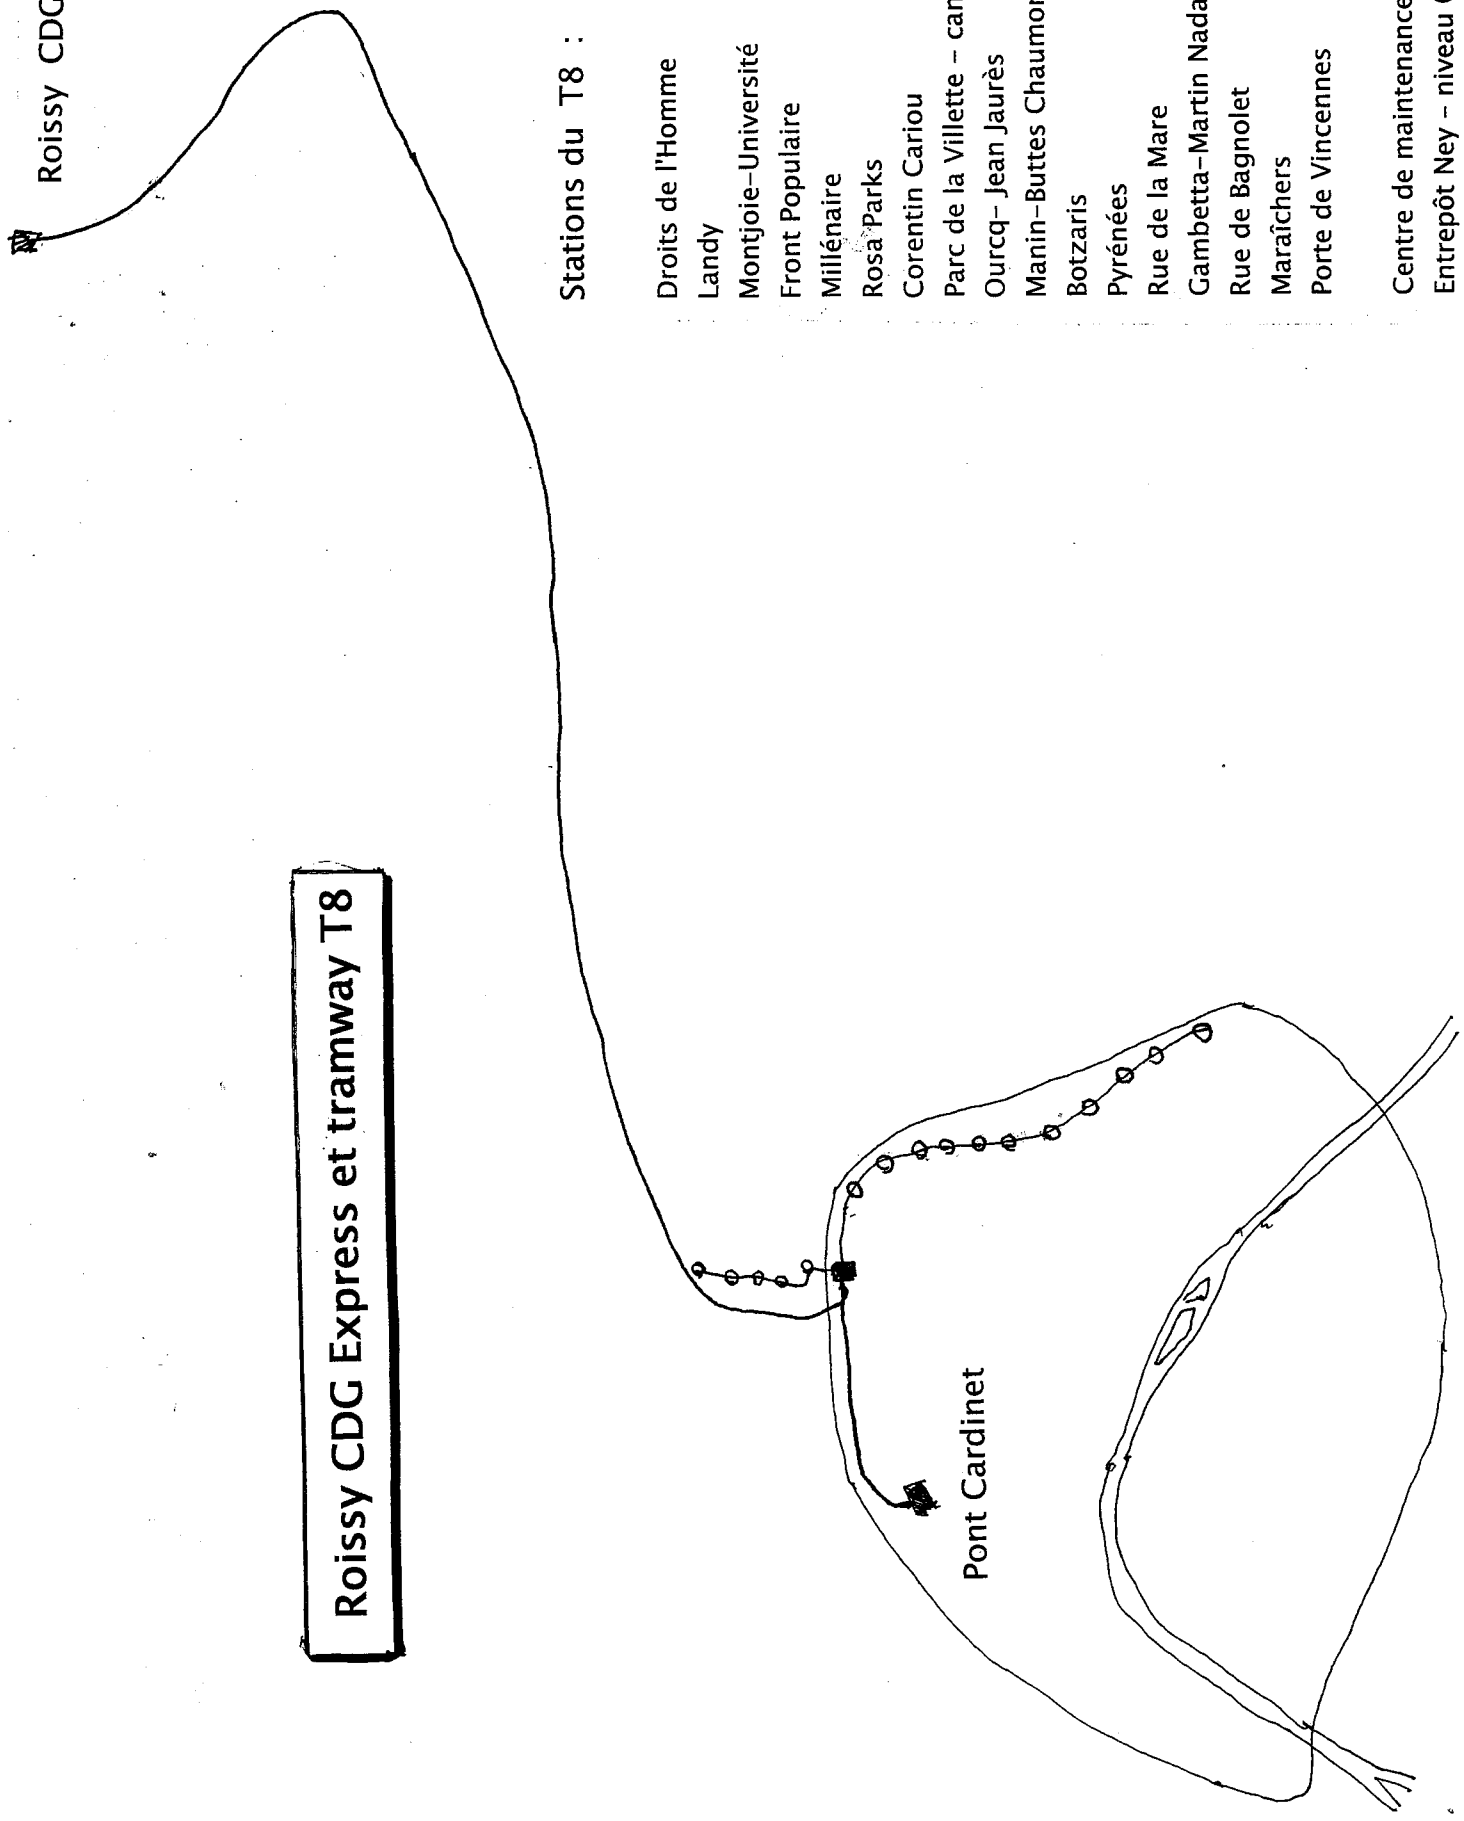 Roissy CDG
Roissy CDG Express et tramway T8
Pont Cardinet
Stations du T8 :
Droits de l'Homme
Landy
Montjoie-Université
Front Populaire
Millénaire
Rosa Parks
Corentin Cariou
Parc de la Villette - can
Ourcq- Jean Jaurès
Manin-Buttes Chaumon
Botzaris
Pyrénées
Rue de la Mare
Gambetta-Martin Nada
Rue de Bagnolet
Maraîchers
Porte de Vincennes
Centre de maintenance
Entrepôt Ney - niveau